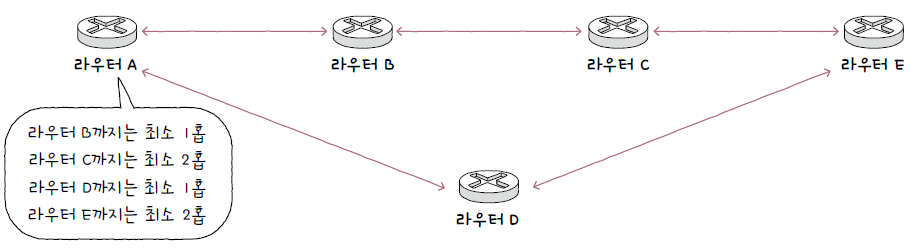 라우터 A
라우터 B
라우터 C
라우터 E
라우터 B까지는 최소 1홉
라우터 C까지는 최소 2홉
라우터 D까지는 최소 1홉
라우터 E까지는 최소 2홉
라우터 D